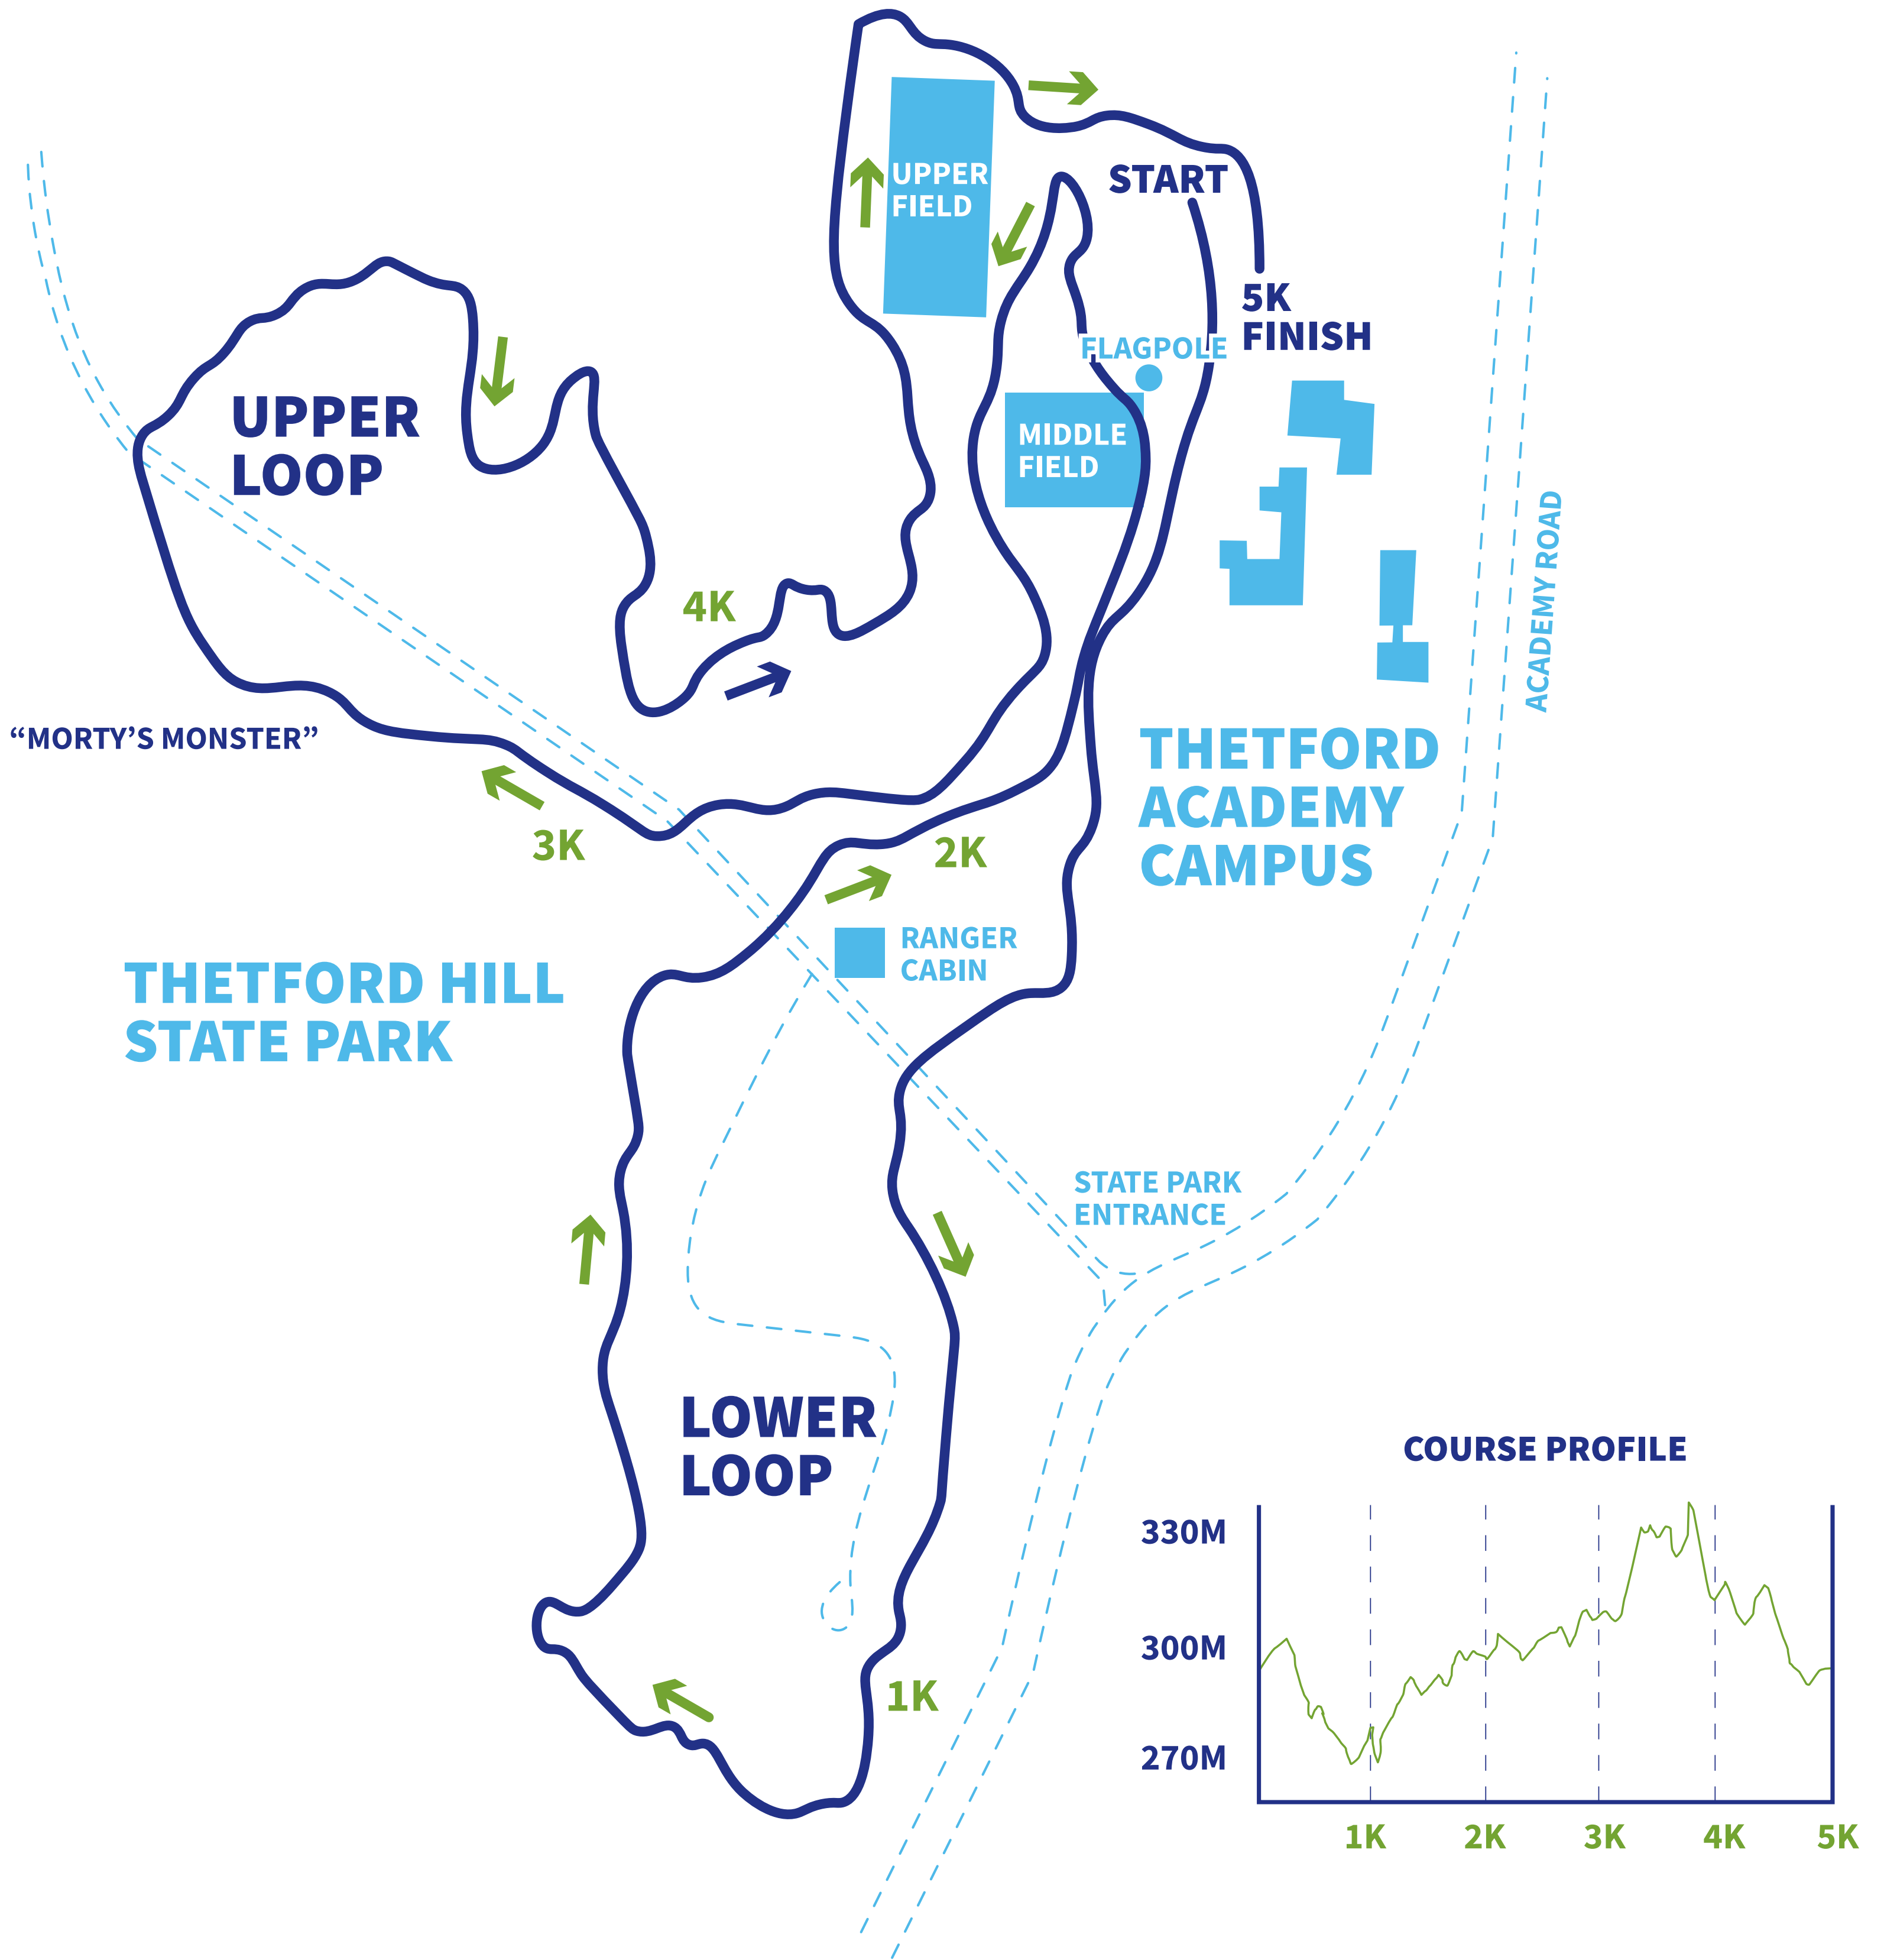 UPPER
FIELD
START
5K
FINISH
FLAGPOLE
UPPER
LOOP
MIDDLE
FIELD
ACADEMY ROAD
4K
“MORTY’S MONSTER”
THETFORD
ACADEMY
CAMPUS
3K
2K
RANGER
CABIN
THETFORD HILL
STATE PARK
STATE PARK
ENTRANCE
LOWER
LOOP
1K
COURSE PROFILE
330M
300M
270M
1K 2K 3K 4K 5K